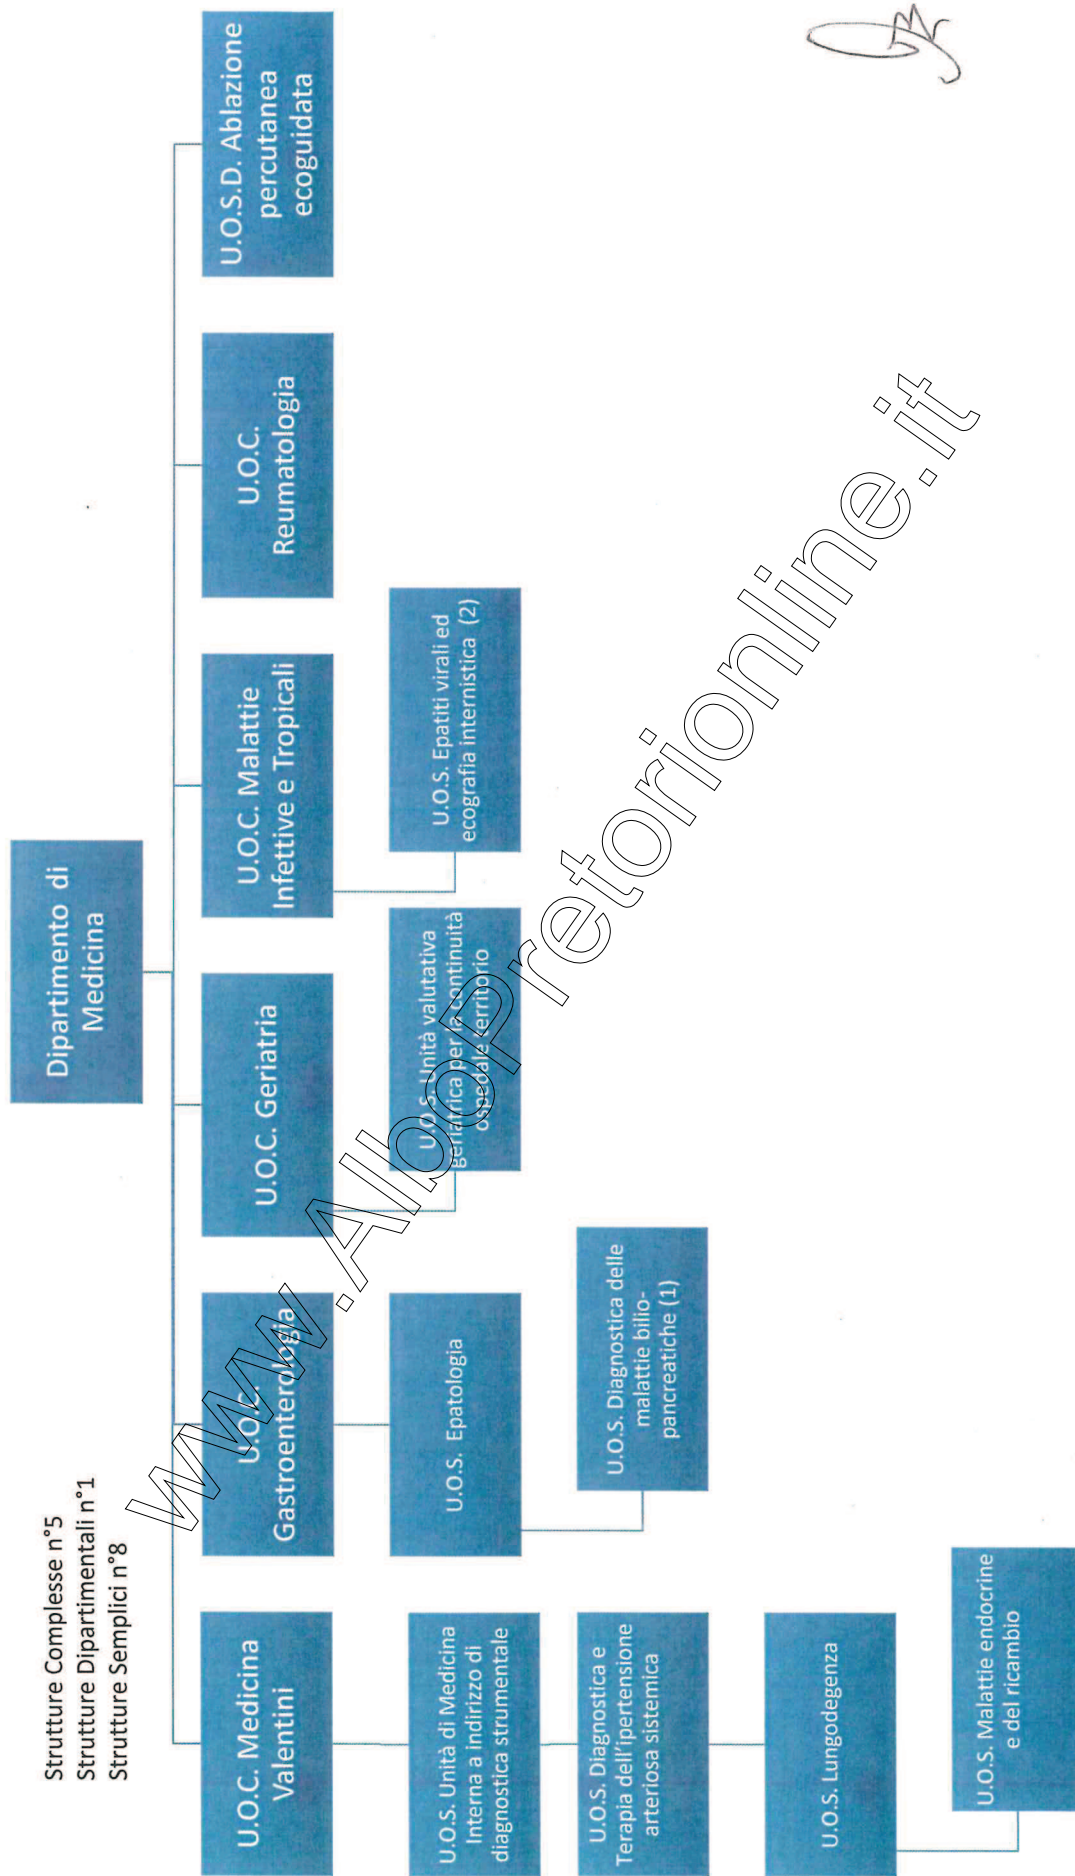 Strutture Complesse n°5
Strutture Dipartimentali n°1
Strutture Semplici n°8
Dipartimento di
Medicina
U.O.C. Medicina
Valentini
U.O.S. Unità di Medicina
Interna a indirizzo di
diagnostica strumentale
U.O.S. Diagnostica e
Terapia dell'ipertensione
arteriosa sistemica
U.O.S. Lungodegenza
U.O.S. Malattie endocrine
e del ricambio
U.O.C.
Gastroenterologia
U.O.S. Epatologia
U.O.S. Diagnostica delle
malattie bilio-
pancreatiche (1)
U.O.C. Geriatria
U.O.S. Unità valutativa
geriatrica per la continuità
ospedale territorio
U.O.C. Malattie
Infettive e Tropicali
U.O.S. Epatiti virali ed
ecografia internistica (2)
U.O.C.
Reumatologia
U.O.S.D. Ablazione
percutanea
ecoguidata
www.AlboPretorionline.it